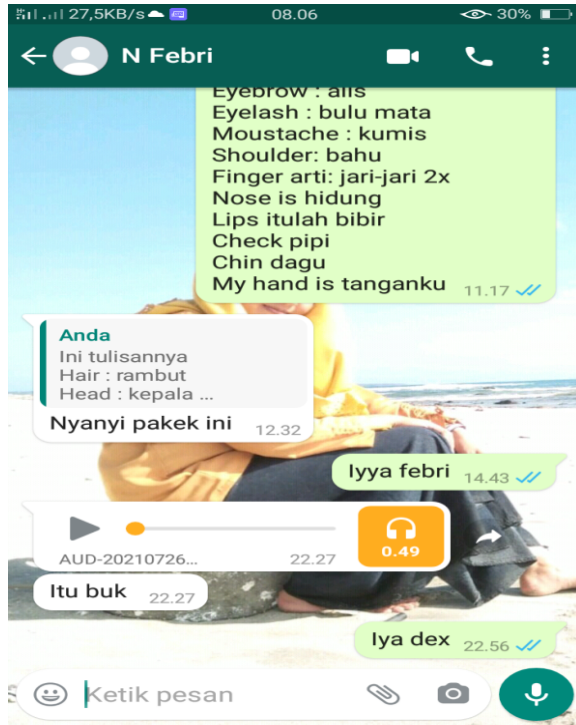 27,5KB/s 08.06 30%
N Febri
Eyebrow : alis
Eyelash : bulu mata
Moustache : kumis
Shoulder: bahu
Finger arti: jari-jari 2x
Nose is hidung
Lips itulah bibir
Check pipi
Chin dagu
My hand is tanganku 11.17
Anda
Ini tulisannya
Hair : rambut
Head : kepala ...
Nyanyi pakek ini 12.32
Iyya febri 14.43
0.49
AUD-20210726... 22.27
Itu buk 22.27
Iya dex 22.56
Ketik pesan